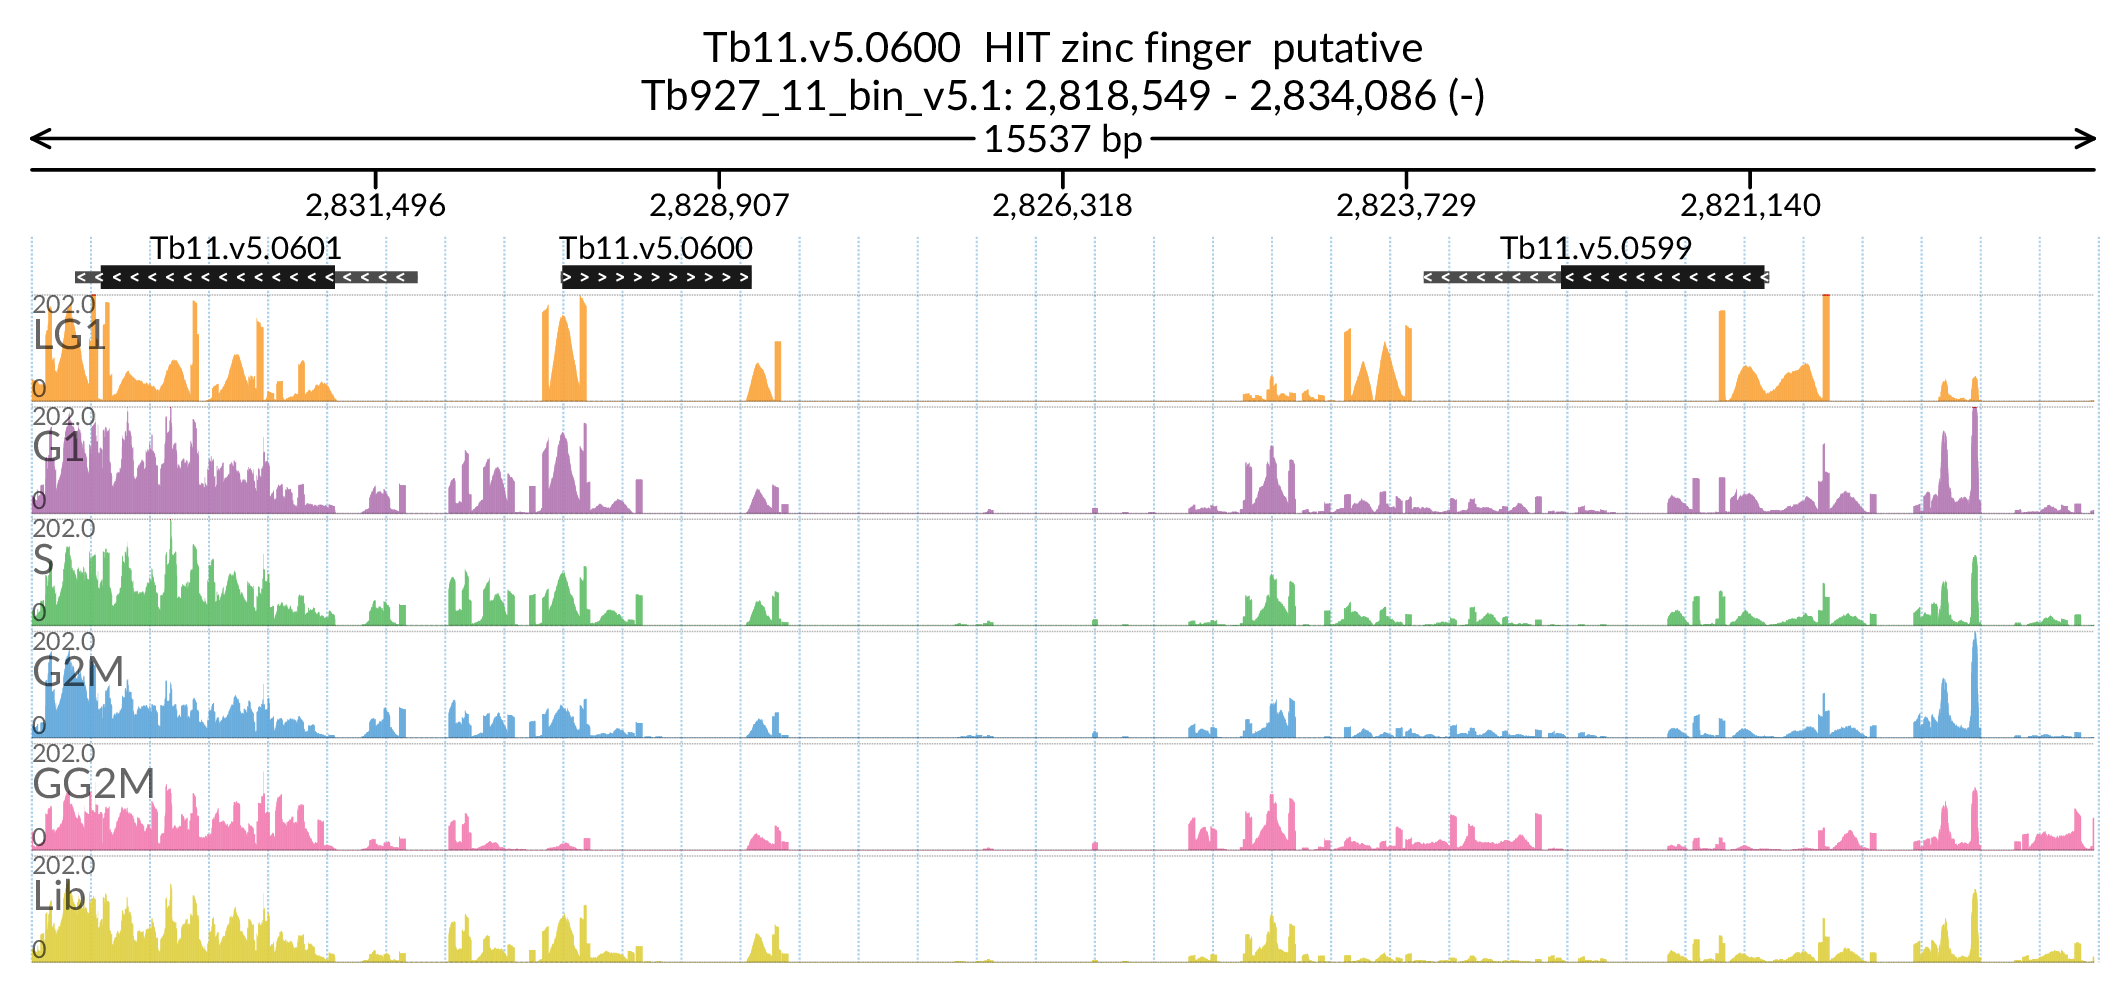 Tb11.v5.0600  HIT zinc finger  putative
Tb927_11_bin_v5.1: 2,818,549 - 2,834,086 (-)
15537 bp
2,831,496 2,828,907 2,826,318 2,823,729 2,821,140
Tb11.v5.0601 Tb11.v5.0600 Tb11.v5.0599
202.0
LG1
0
202.0
G1
0
202.0
S
0
202.0
G2M
0
202.0
GG2M
0
202.0
Lib
0